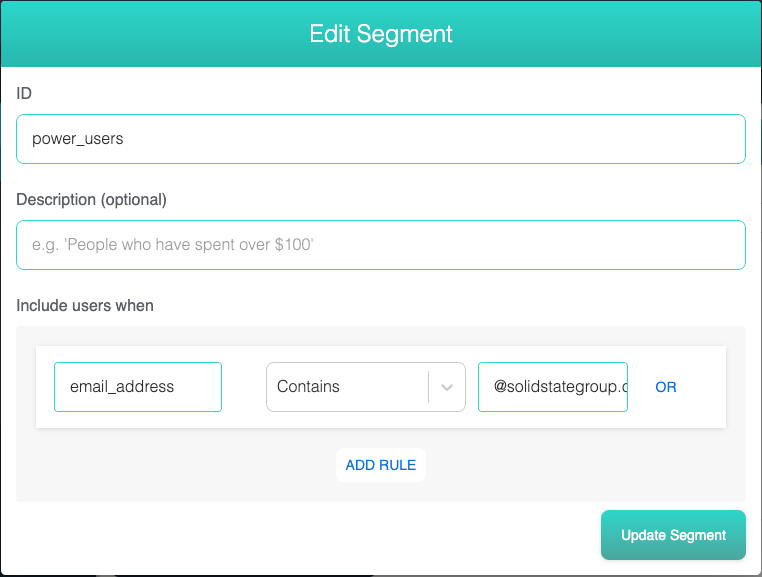 Edit Segment
ID
power_users
Description (optional)
e.g. 'People who have spent over $100'
Include users when
email_address Contains @solidstategroup.c OR
ADD RULE
Update Segment